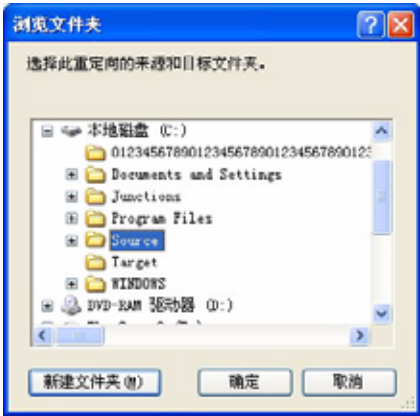 浏览文件夹
选择此重定向的来源和目标文件夹。
本地磁盘 (C:)
012345678901234567890123456789012
Documents and Settings
Junctions
Program Files
Source
Target
WINDOWS
DVD-RAM 驱动器 (D:)
新建文件夹(M)
确定
取消